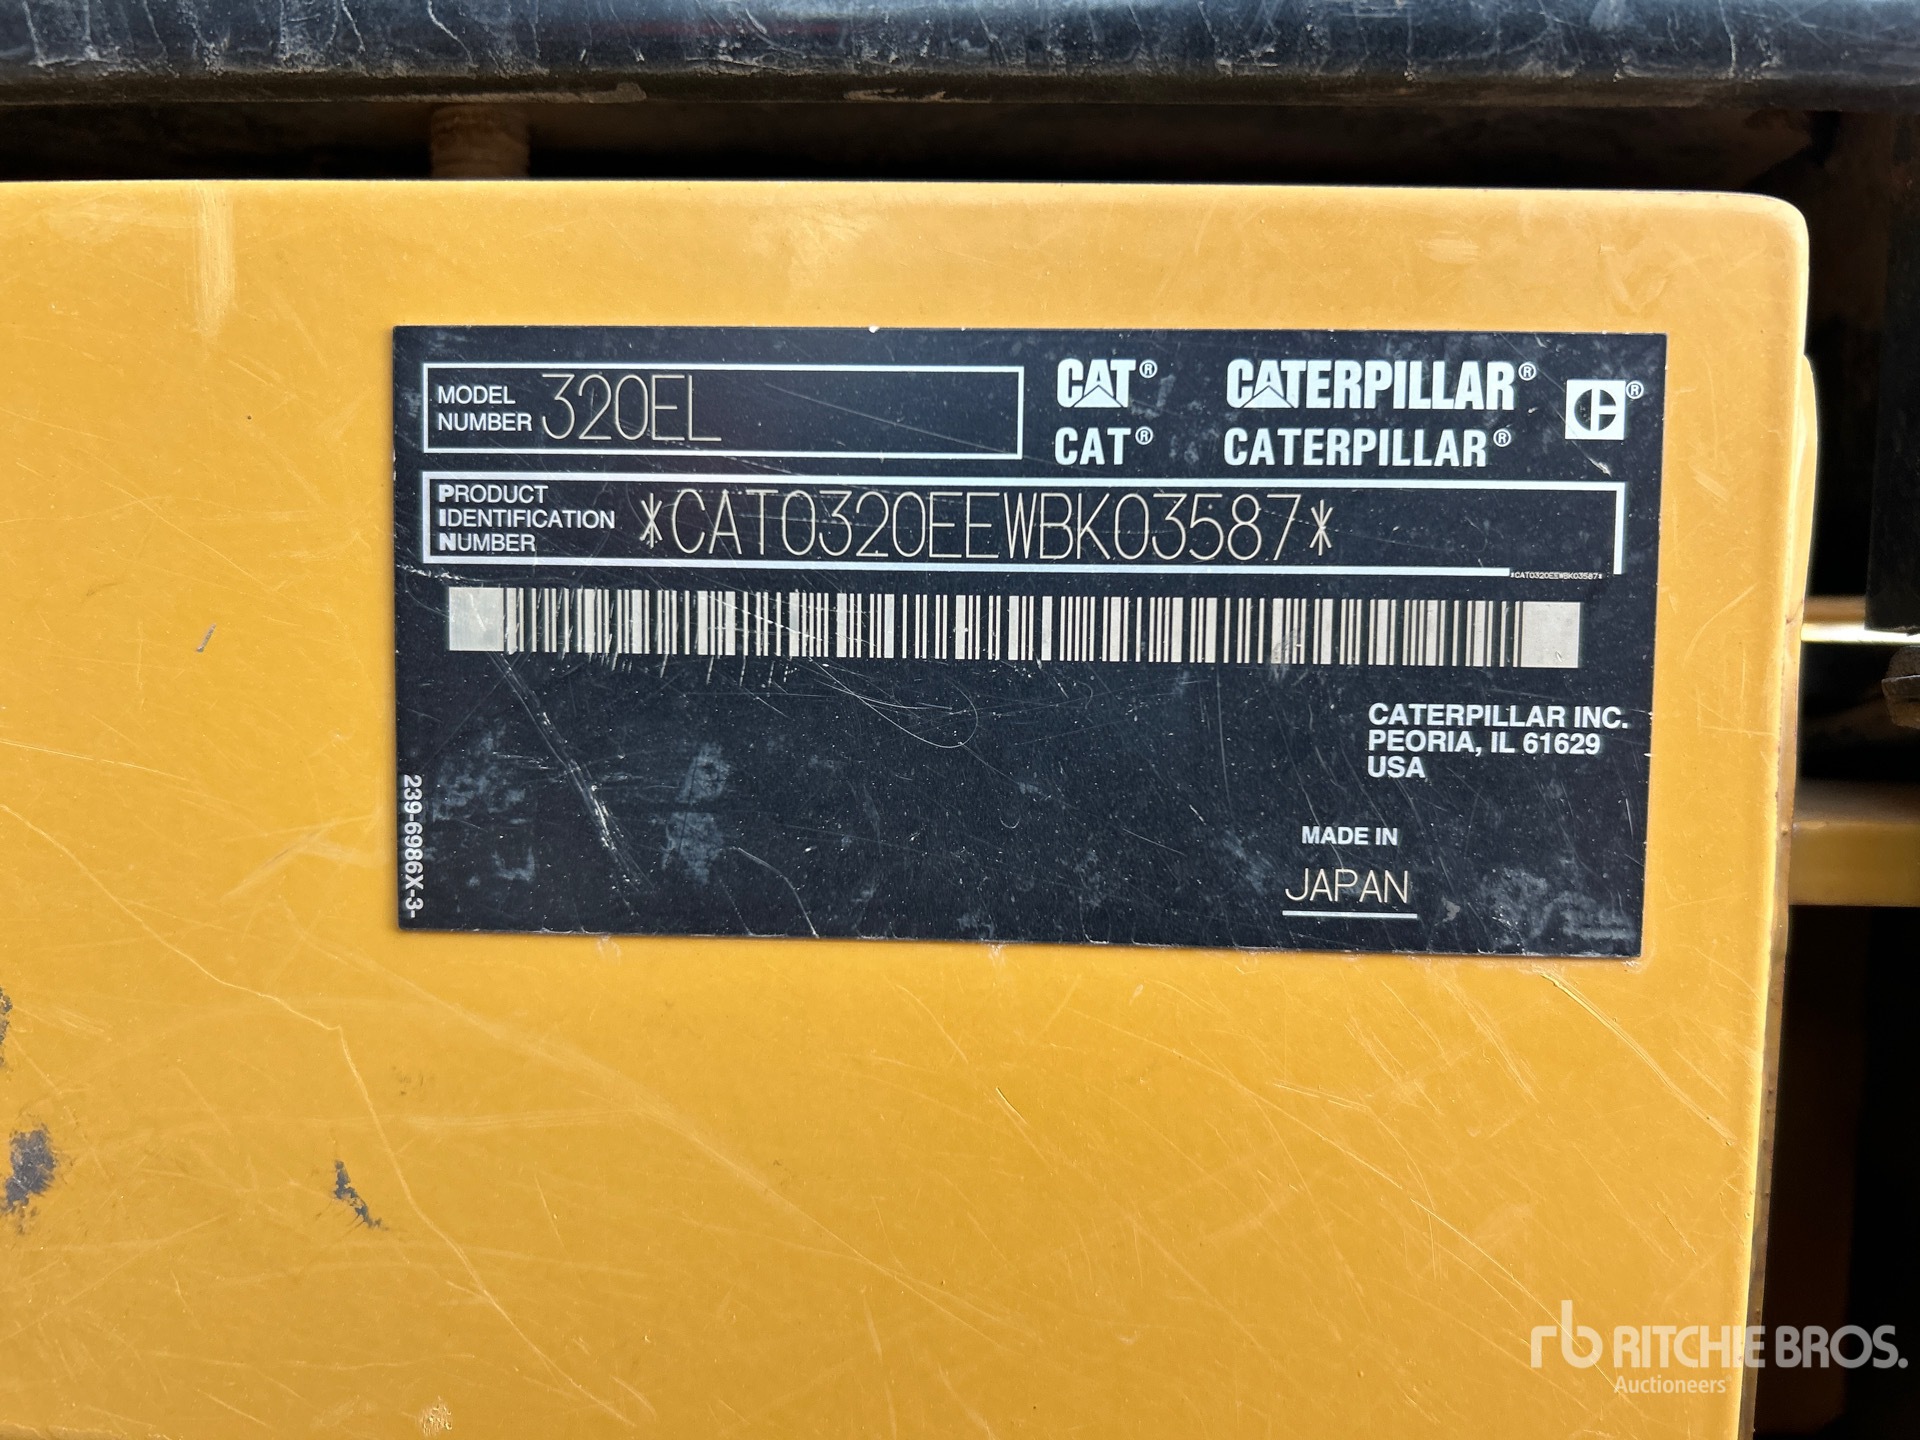 MODEL
NUMBER 320EL
CAT® CATERPILLAR®
CAT® CATERPILLAR®
PRODUCT
IDENTIFICATION
NUMBER *CAT0320EEWBK03587*
*CAT0320EEWBK03587*
CATERPILLAR INC.
PEORIA, IL 61629
USA
MADE IN
JAPAN
239-6986X-3-
rb RITCHIE BROS.
Auctioneers